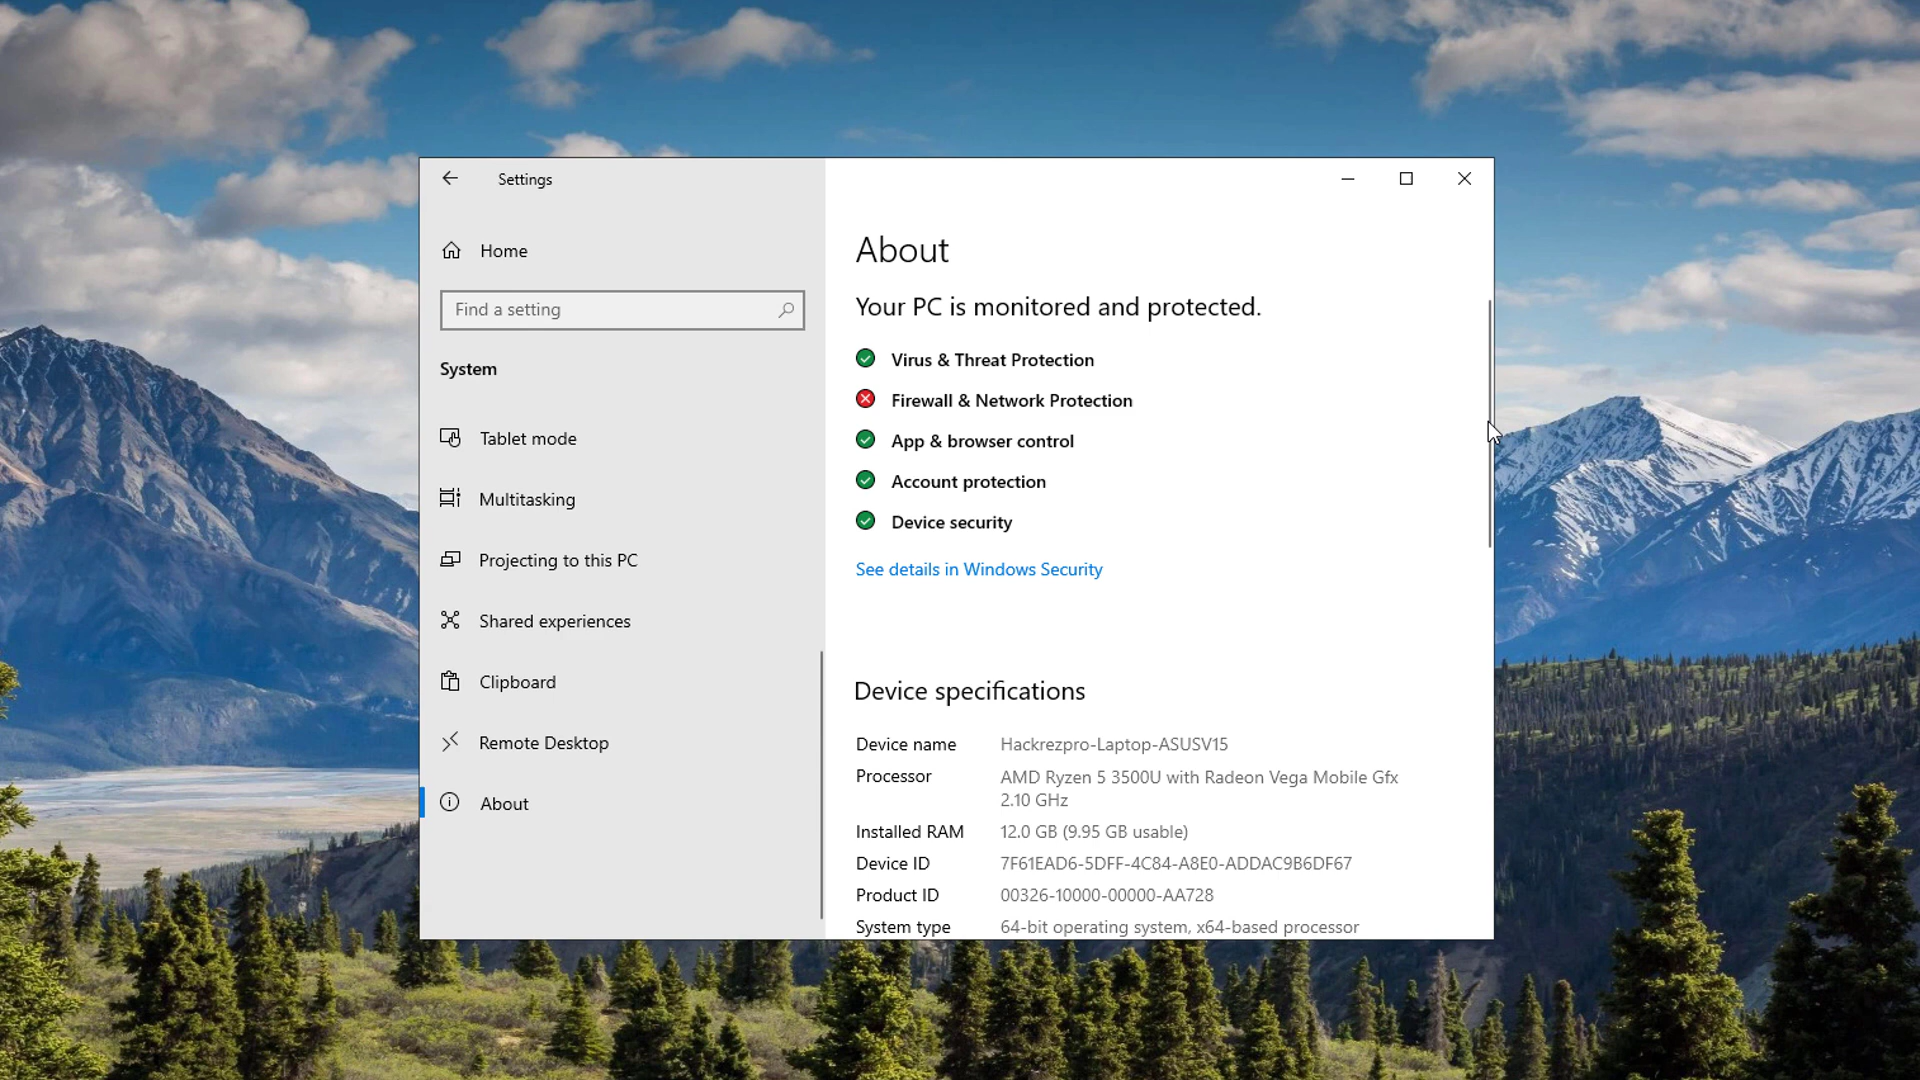 Settings
Home
Find a setting
System
Tablet mode
Multitasking
Projecting to this PC
Shared experiences
Clipboard
Remote Desktop
About
About
Your PC is monitored and protected.
Virus & Threat Protection
Firewall & Network Protection
App & browser control
Account protection
Device security
See details in Windows Security
Device specifications
Device name Hackrezpro-Laptop-ASUSV15
Processor AMD Ryzen 5 3500U with Radeon Vega Mobile Gfx
2.10 GHz
Installed RAM 12.0 GB (9.95 GB usable)
Device ID 7F61EAD6-5DFF-4C84-A8E0-ADDAC9B6DF67
Product ID 00326-10000-00000-AA728
System type 64-bit operating system, x64-based processor